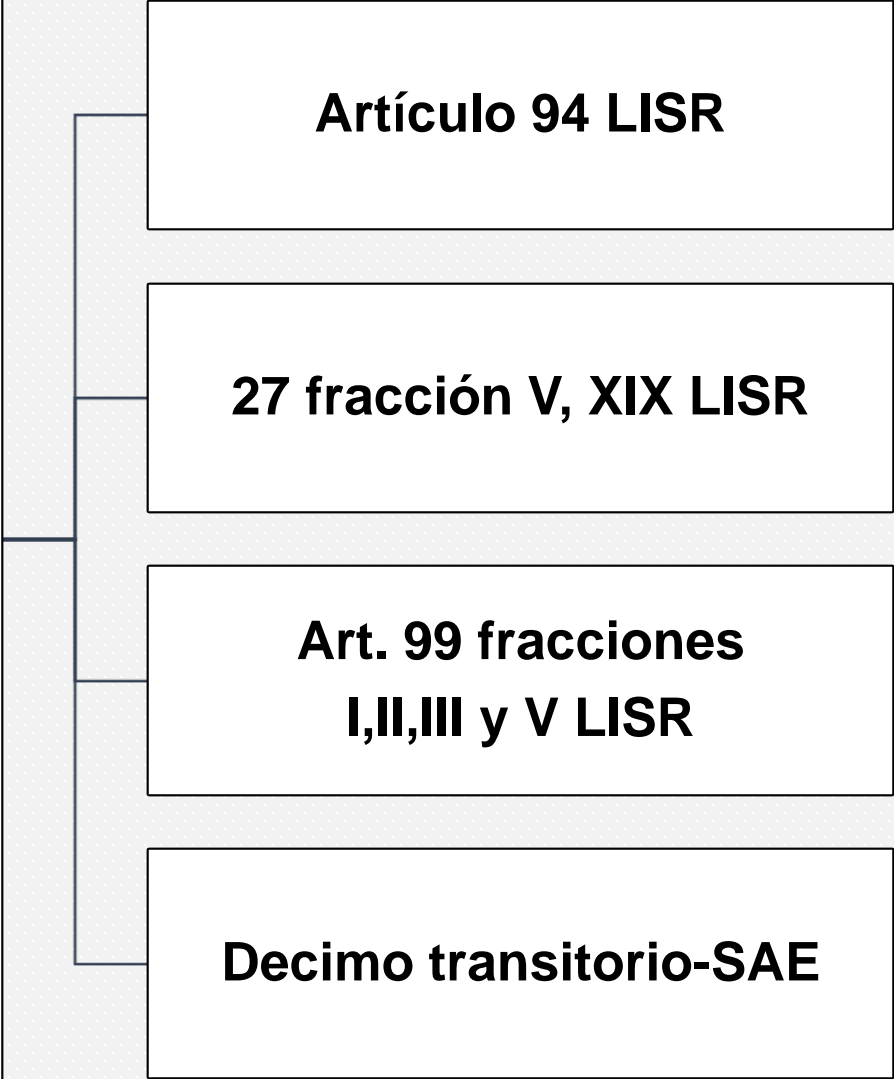 Artículo 94 LISR
27 fracción V, XIX LISR
Art. 99 fracciones
I,II,III y V LISR
Decimo transitorio-SAE